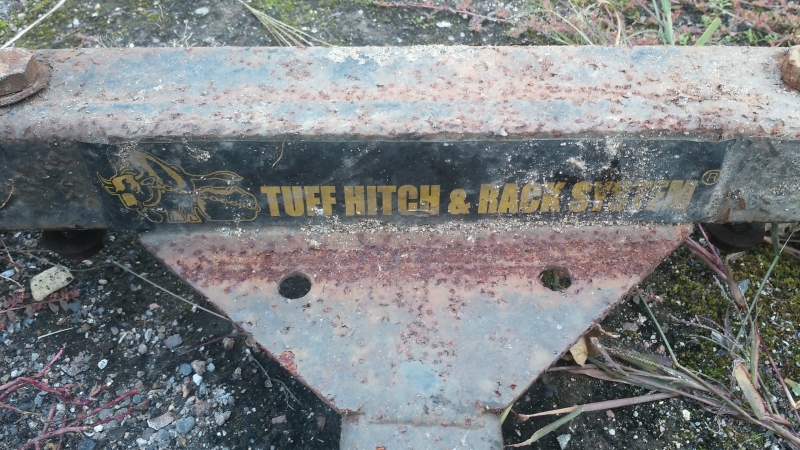 TUFF HITCH & RACK SYSTEM ®